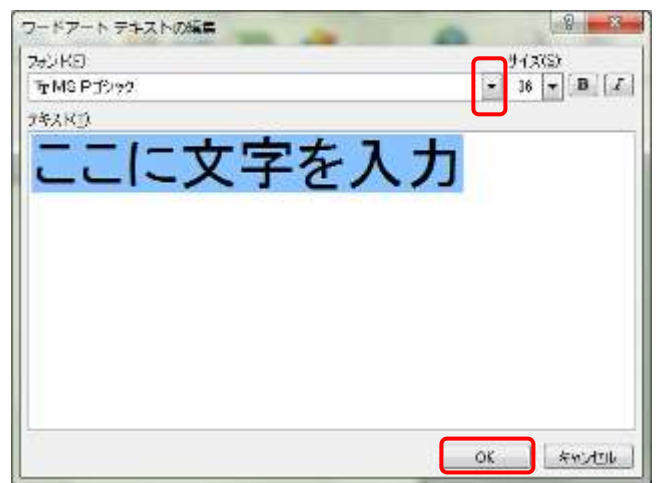 ワードアート テキストの編集
フォント(F):
サイズ(S):
MS Pゴシック
36
B
I
テキスト(T):
ここに文字を入力
OK
キャンセル